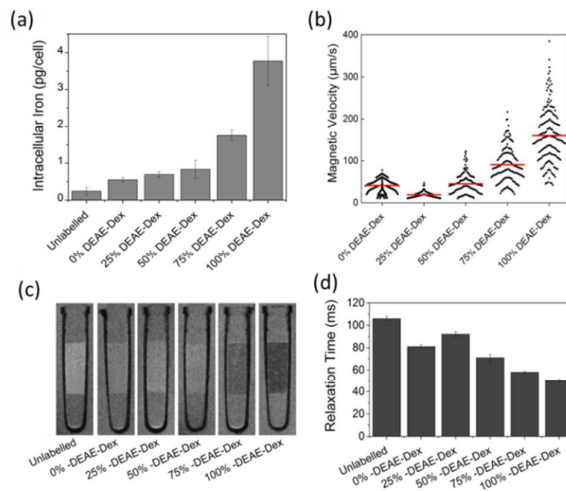 (a)
Intracellular Iron (pg/cell)
4
3
2
1
0
Unlabelled
0% DEAE-Dex
25% DEAE-Dex
50% DEAE-Dex
75% DEAE-Dex
100% DEAE-Dex
(b)
Magnetic Velocity (μm/s)
400
300
200
100
0
0% DEAE-Dex
25% DEAE-Dex
50% DEAE-Dex
75% DEAE-Dex
100% DEAE-Dex
(c)
Unlabelled
0% -DEAE-Dex
25% -DEAE-Dex
50% -DEAE-Dex
75% -DEAE-Dex
100% -DEAE-Dex
(d)
Relaxation Time (ms)
120
100
80
60
40
20
0
Unlabelled
0% -DEAE-Dex
25% -DEAE-Dex
50% -DEAE-Dex
75% -DEAE-Dex
100% -DEAE-Dex